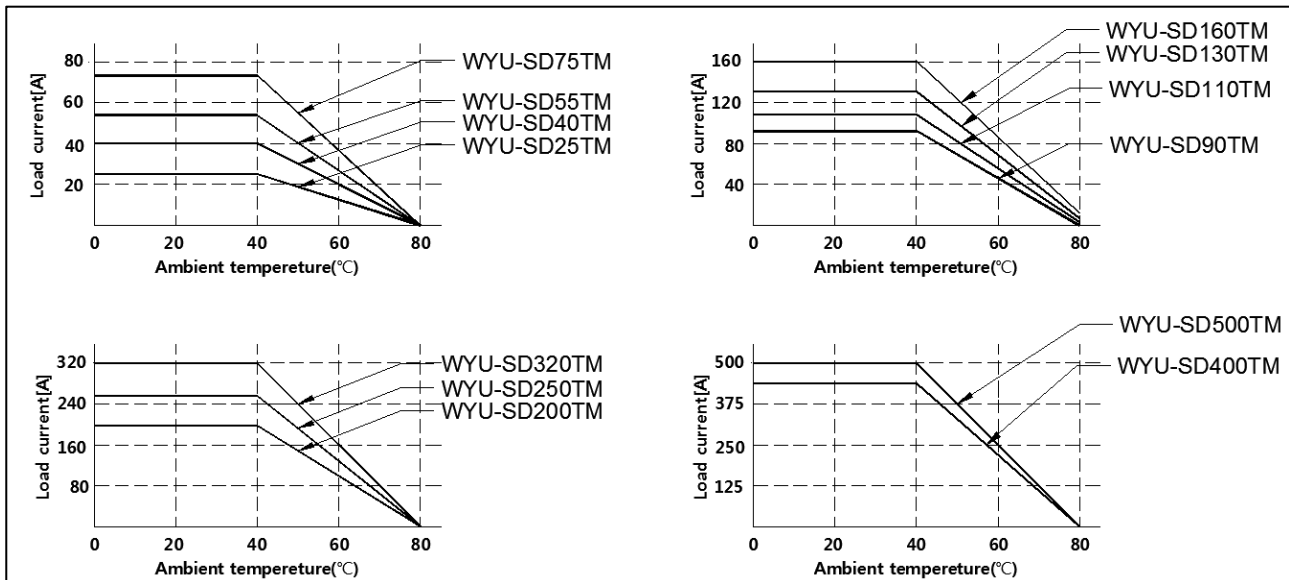 Load current[A]
80
60
40
20
0
20
40
60
80
Ambient tempereture(℃)
WYU-SD75TM
WYU-SD55TM
WYU-SD40TM
WYU-SD25TM
Load current[A]
160
120
80
40
0
20
40
60
80
Ambient tempereture(℃)
WYU-SD160TM
WYU-SD130TM
WYU-SD110TM
WYU-SD90TM
Load current[A]
320
240
160
80
0
20
40
60
80
Ambient tempereture(℃)
WYU-SD320TM
WYU-SD250TM
WYU-SD200TM
Load current[A]
500
375
250
125
0
20
40
60
80
Ambient tempereture(℃)
WYU-SD500TM
WYU-SD400TM